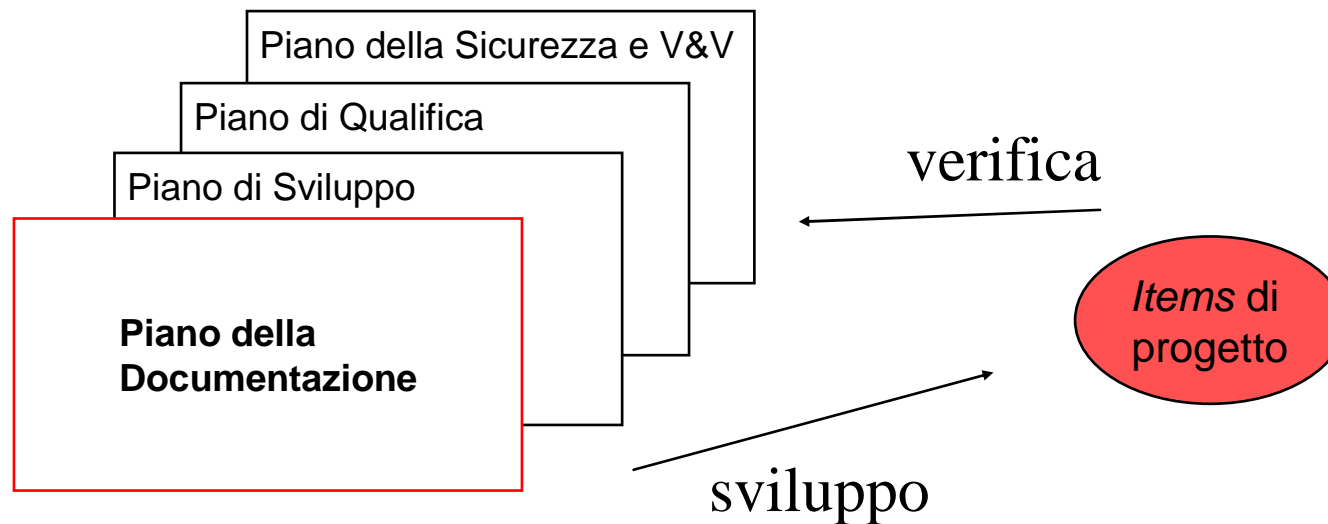 Piano della Sicurezza e V&V
Piano di Qualifica
Piano di Sviluppo
Piano della
Documentazione
verifica
Items di
progetto
sviluppo